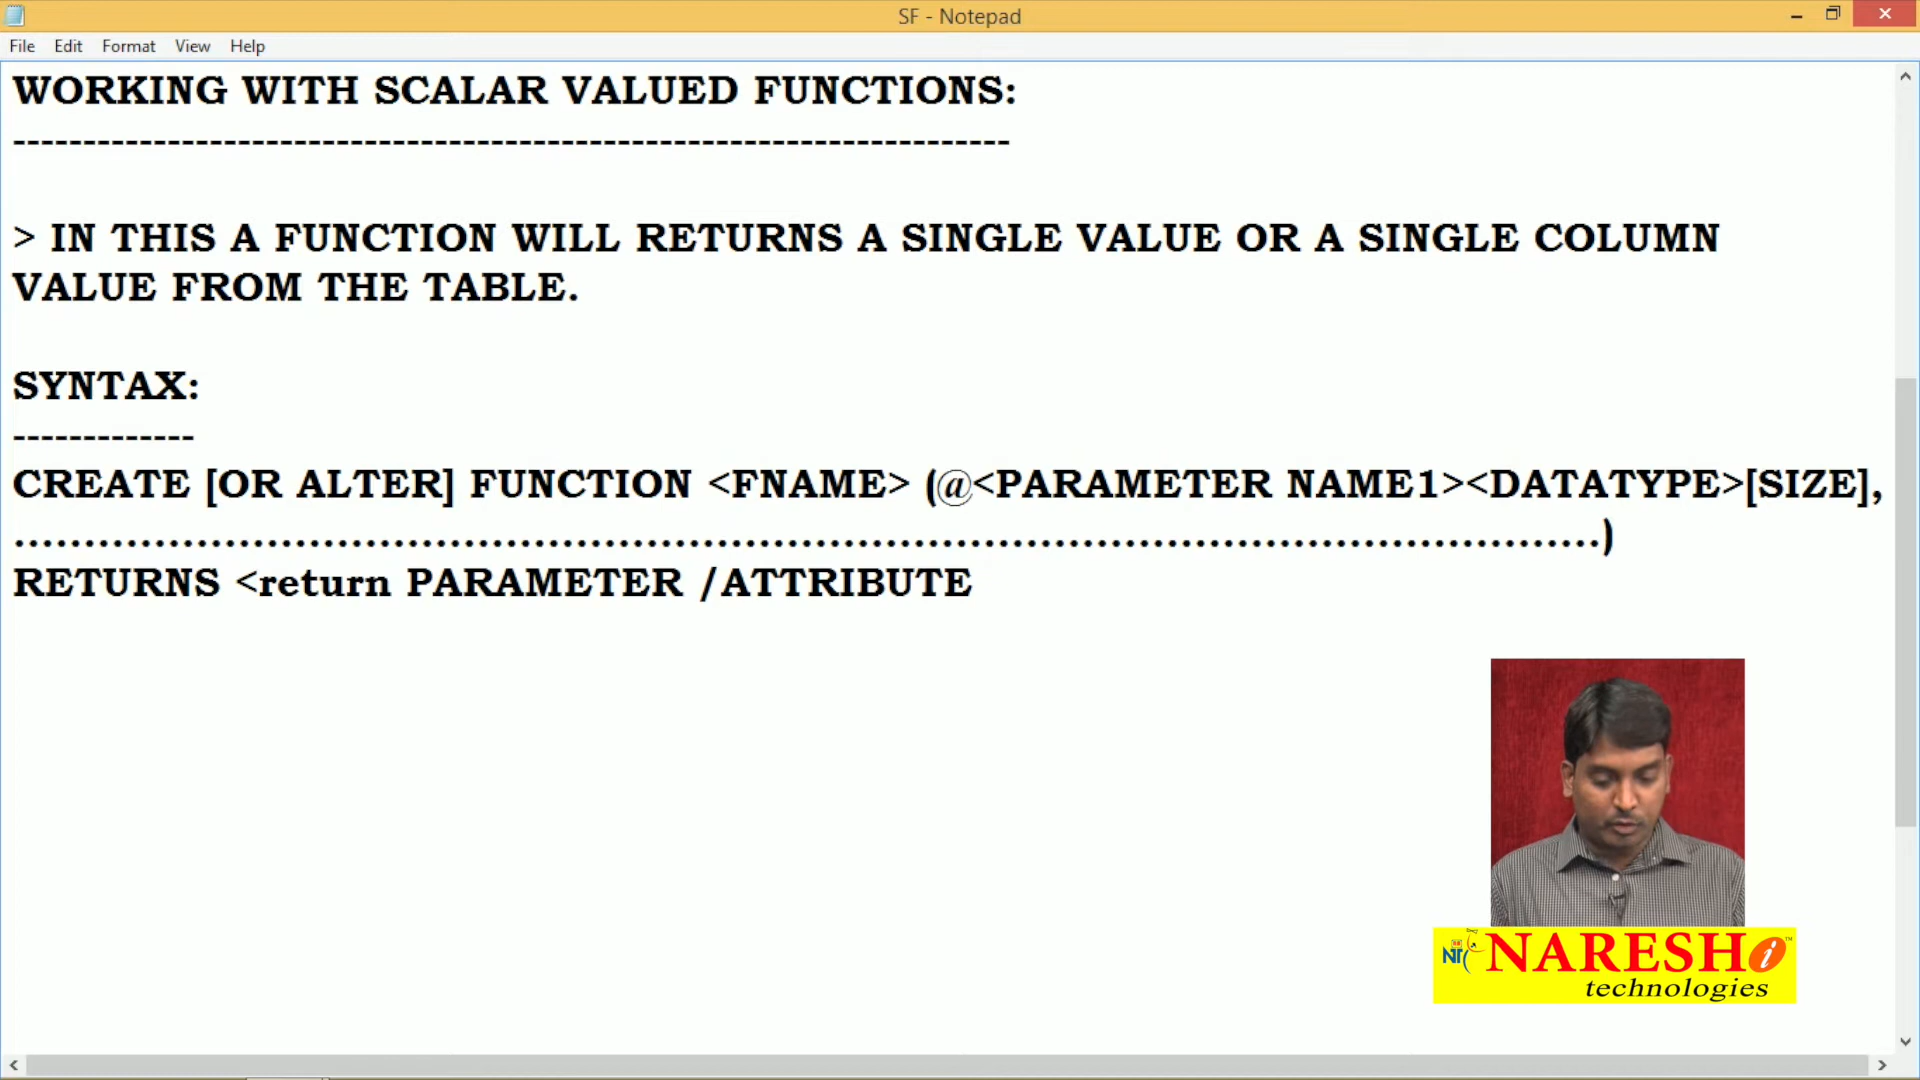 SF - Notepad
File Edit Format View Help
WORKING WITH SCALAR VALUED FUNCTIONS:
-----------------------------------------------------------------------
> IN THIS A FUNCTION WILL RETURNS A SINGLE VALUE OR A SINGLE COLUMN
VALUE FROM THE TABLE.
SYNTAX:
-------------
CREATE [OR ALTER] FUNCTION <FNAME> (@<PARAMETER NAME1><DATATYPE>[SIZE],
.................................................................................................................)
RETURNS <return PARAMETER /ATTRIBUTE
NT NARESH i ™
technologies